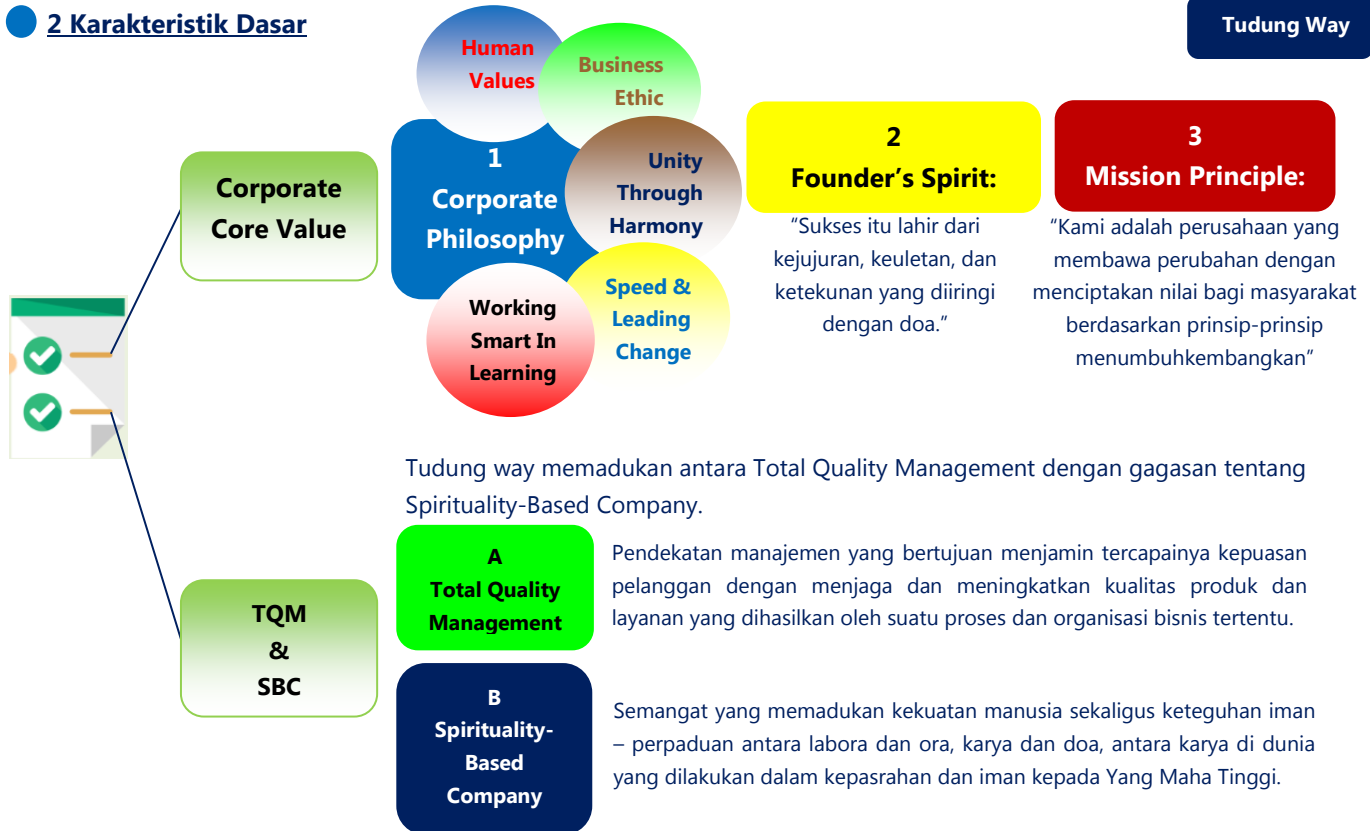 2 Karakteristik Dasar
Tudung Way
Corporate
Core Value
1
Corporate
Philosophy
Human
Values
Business
Ethic
Unity
Through
Harmony
Speed &
Leading
Change
Working
Smart In
Learning
2
Founder’s Spirit:
“Sukses itu lahir dari
kejujuran, keuletan, dan
ketekunan yang diiringi
dengan doa.”
3
Mission Principle:
“Kami adalah perusahaan yang
membawa perubahan dengan
menciptakan nilai bagi masyarakat
berdasarkan prinsip-prinsip
menumbuhkembangkan”
TQM
&
SBC
Tudung way memadukan antara Total Quality Management dengan gagasan tentang
Spirituality-Based Company.
A
Total Quality
Management
Pendekatan manajemen yang bertujuan menjamin tercapainya kepuasan
pelanggan dengan menjaga dan meningkatkan kualitas produk dan
layanan yang dihasilkan oleh suatu proses dan organisasi bisnis tertentu.
B
Spirituality-
Based
Company
Semangat yang memadukan kekuatan manusia sekaligus keteguhan iman
– perpaduan antara labora dan ora, karya dan doa, antara karya di dunia
yang dilakukan dalam kepasrahan dan iman kepada Yang Maha Tinggi.